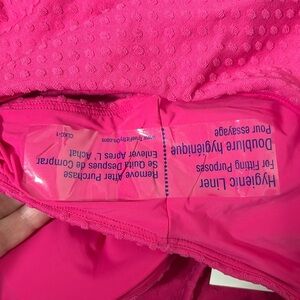 Hygienic Liner
For Fitting Purposes
Doublure hygiénique
Pour essayage
Remove After Purchase
Se Quita Despues de Comprar
Enlever Apres L' Achat